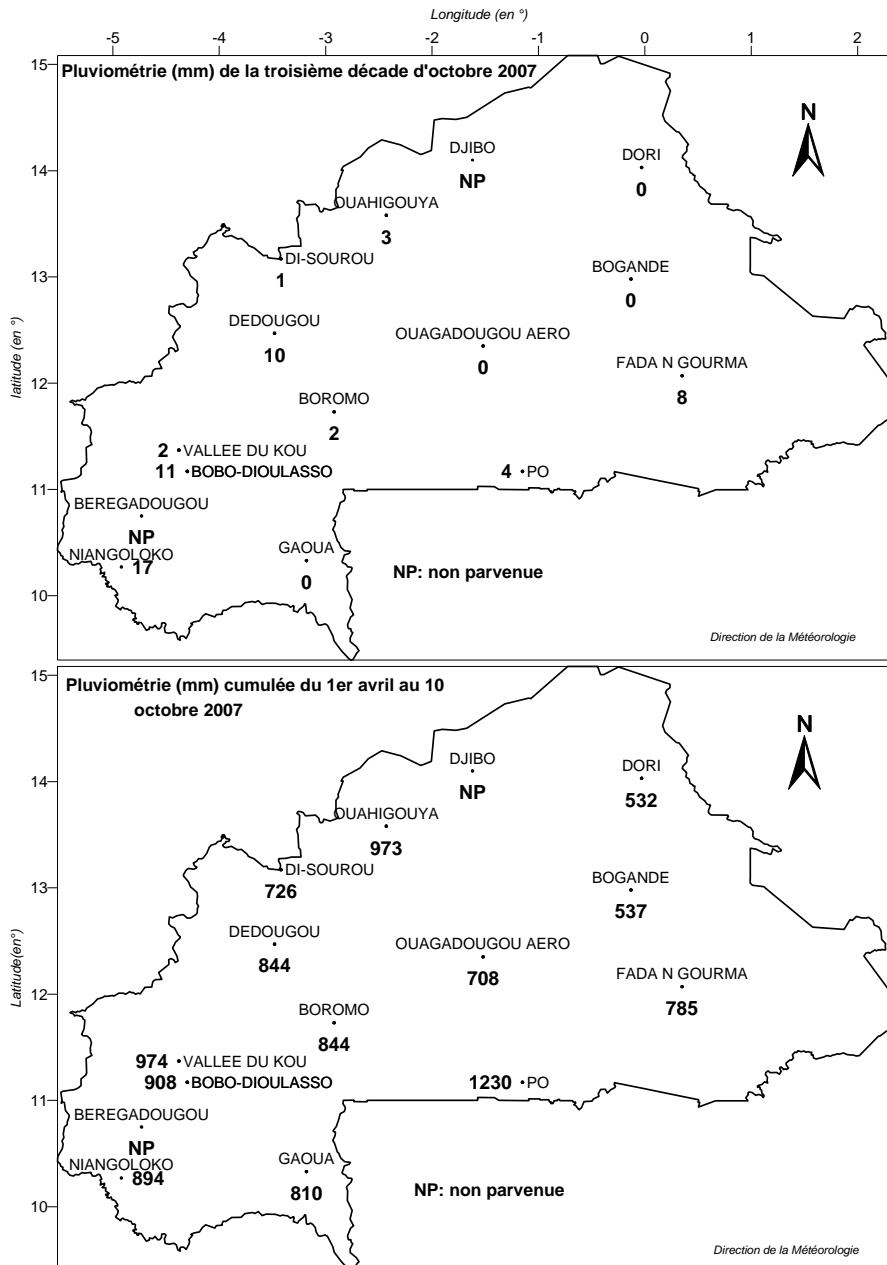 Longitude (en °)
-5 -4 -3 -2 -1 0 1 2
15
Pluviométrie (mm) de la troisième décade d'octobre 2007
N
DJIBO
NP
DORI
0
14
OUAHIGOUYA
3
DI-SOUROU
1
13
BOGANDE
0
DEDOUGOU
10
OUAGADOUGOU AERO
0
FADA N GOURMA
8
latitude (en °)
12
BOROMO
2
2 VALLEE DU KOU
11 BOBO-DIOULASSO
4 PO
11
BEREGADOUGOU
NP
NIANGOLOKO
17
GAOUA
0
NP: non parvenue
10
Direction de la Météorologie
15
Pluviométrie (mm) cumulée du 1er avril au 10
octobre 2007
N
DJIBO
NP
DORI
532
14
OUAHIGOUYA
973
DI-SOUROU
726
13
BOGANDE
537
DEDOUGOU
844
OUAGADOUGOU AERO
708
FADA N GOURMA
785
Latitude(en°)
12
BOROMO
844
974 VALLEE DU KOU
908 BOBO-DIOULASSO
1230 PO
11
BEREGADOUGOU
NP
NIANGOLOKO
894
GAOUA
810
NP: non parvenue
10
Direction de la Météorologie